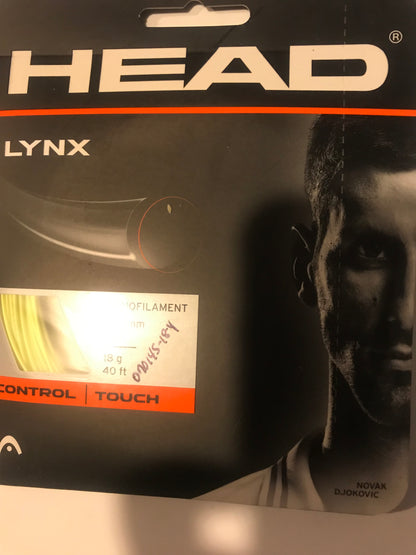 HEAD®
LYNX
18 g
40 ft
CONTROL | TOUCH
NOVAK
DJOKOVIC